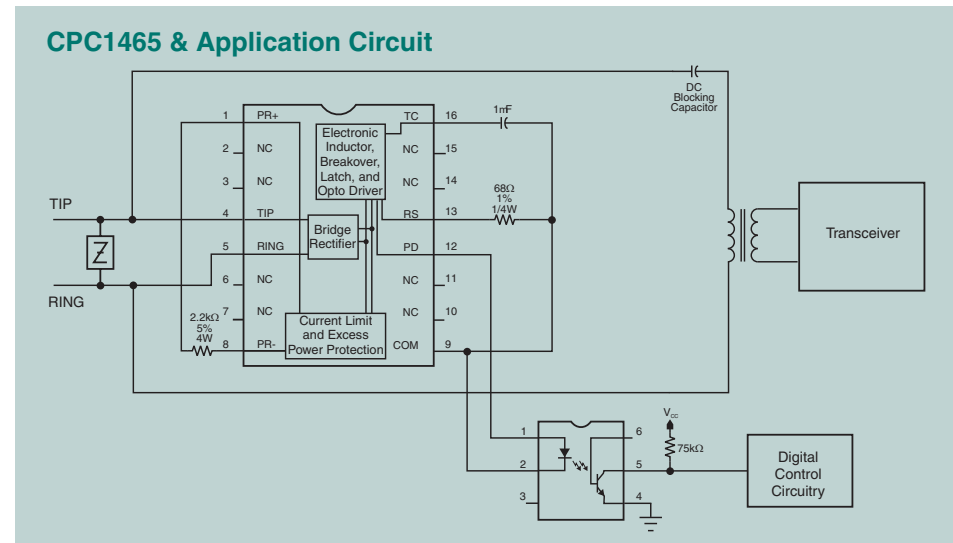 CPC1465 & Application Circuit
DC
Blocking
Capacitor
1 PR+
TC 16
1mF
Electronic
Inductor,
Breakover,
Latch, and
Opto Driver
2 NC
NC 15
3 NC
NC 14
68Ω
1%
1/4W
TIP
4 TIP
RS 13
Bridge
Rectifier
Transceiver
5 RING
PD 12
Z
6 NC
NC 11
RING
7 NC
NC 10
2.2kΩ
5%
4W
Current Limit
and Excess
Power Protection
8 PR-
COM 9
Vcc
75kΩ
1
6
2
5
3
4
Digital
Control
Circuitry